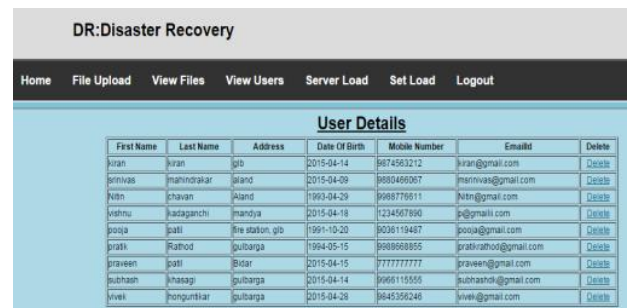 DR:Disaster Recovery
Home File Upload View Files View Users Server Load Set Load Logout
User Details
First Name Last Name Address Date Of Birth Mobile Number EmailId Delete
kiran kiran glb 2015-04-14 9874563212 kiran@gmail.com Delete
srinivas mahindrakar aland 2015-04-09 9880466067 msrinivas@gmail.com Delete
Nitin chavan Aland 1993-04-29 9968776611 Nitin@gmail.com Delete
vishnu kadaganchi mandya 2015-04-18 1234567890 p@gmailil.com Delete
pooja patil fire station, glb 1991-10-20 9036119487 pooja@gmail.com Delete
pratik Rathod gulbarga 1994-05-15 9989668855 pratikrathod@gmail.com Delete
praveen patil Bidar 2015-04-15 7777777777 praveen@gmail.com Delete
subhash khasagi gulbarga 2015-04-14 9966115555 subhashdk@gmail.com Delete
vivek honguntikar gulbarga 2015-04-28 9845356246 vivek@gmail.com Delete